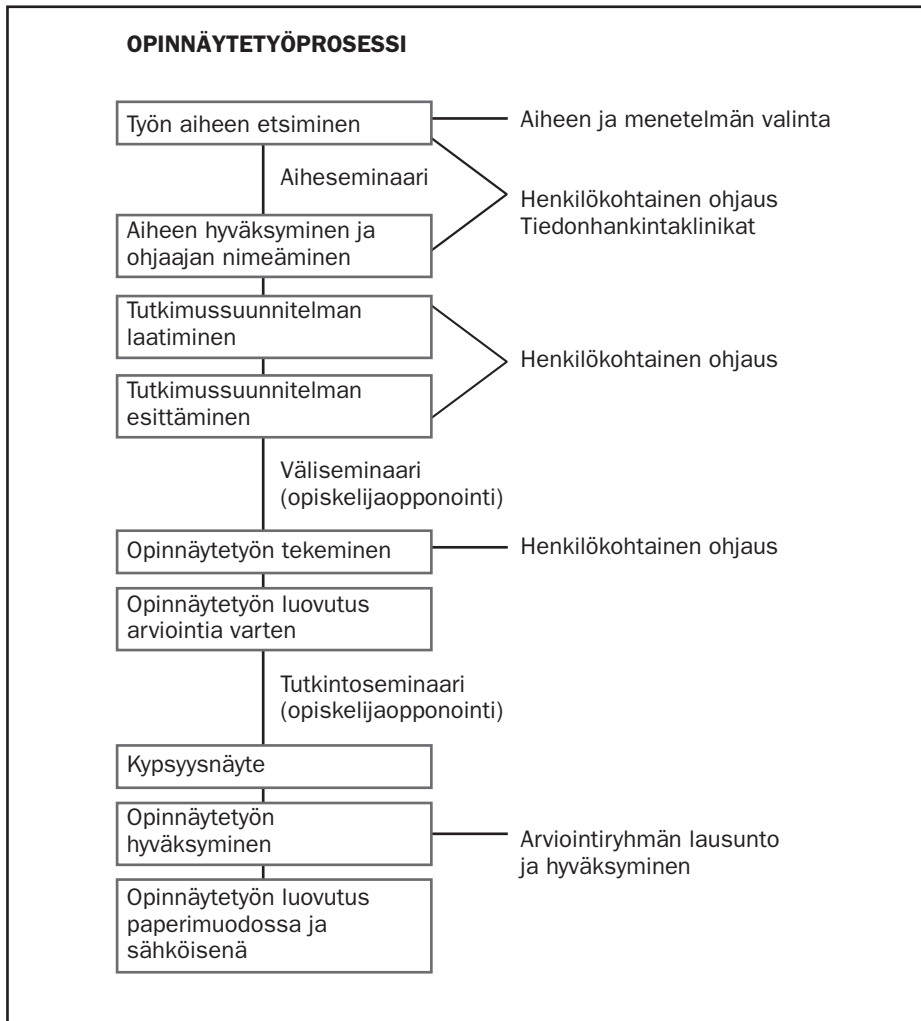 OPINNÄYTETYÖPROSESSI
Työn aiheen etsiminen
Aiheen ja menetelmän valinta
Aiheseminaari
Henkilökohtainen ohjaus
Tiedonhankintaklinikat
Aiheen hyväksyminen ja
ohjaajan nimeäminen
Tutkimussuunnitelman
laatiminen
Henkilökohtainen ohjaus
Tutkimussuunnitelman
esittäminen
Väliseminaari
(opiskelijaopponointi)
Opinnäytetyön tekeminen
Henkilökohtainen ohjaus
Opinnäytetyön luovutus
arviointia varten
Tutkintoseminaari
(opiskelijaopponointi)
Kypsyysnäyte
Opinnäytetyön
hyväksyminen
Arviointiryhmän lausunto
ja hyväksyminen
Opinnäytetyön luovutus
paperimuodossa ja
sähköisenä